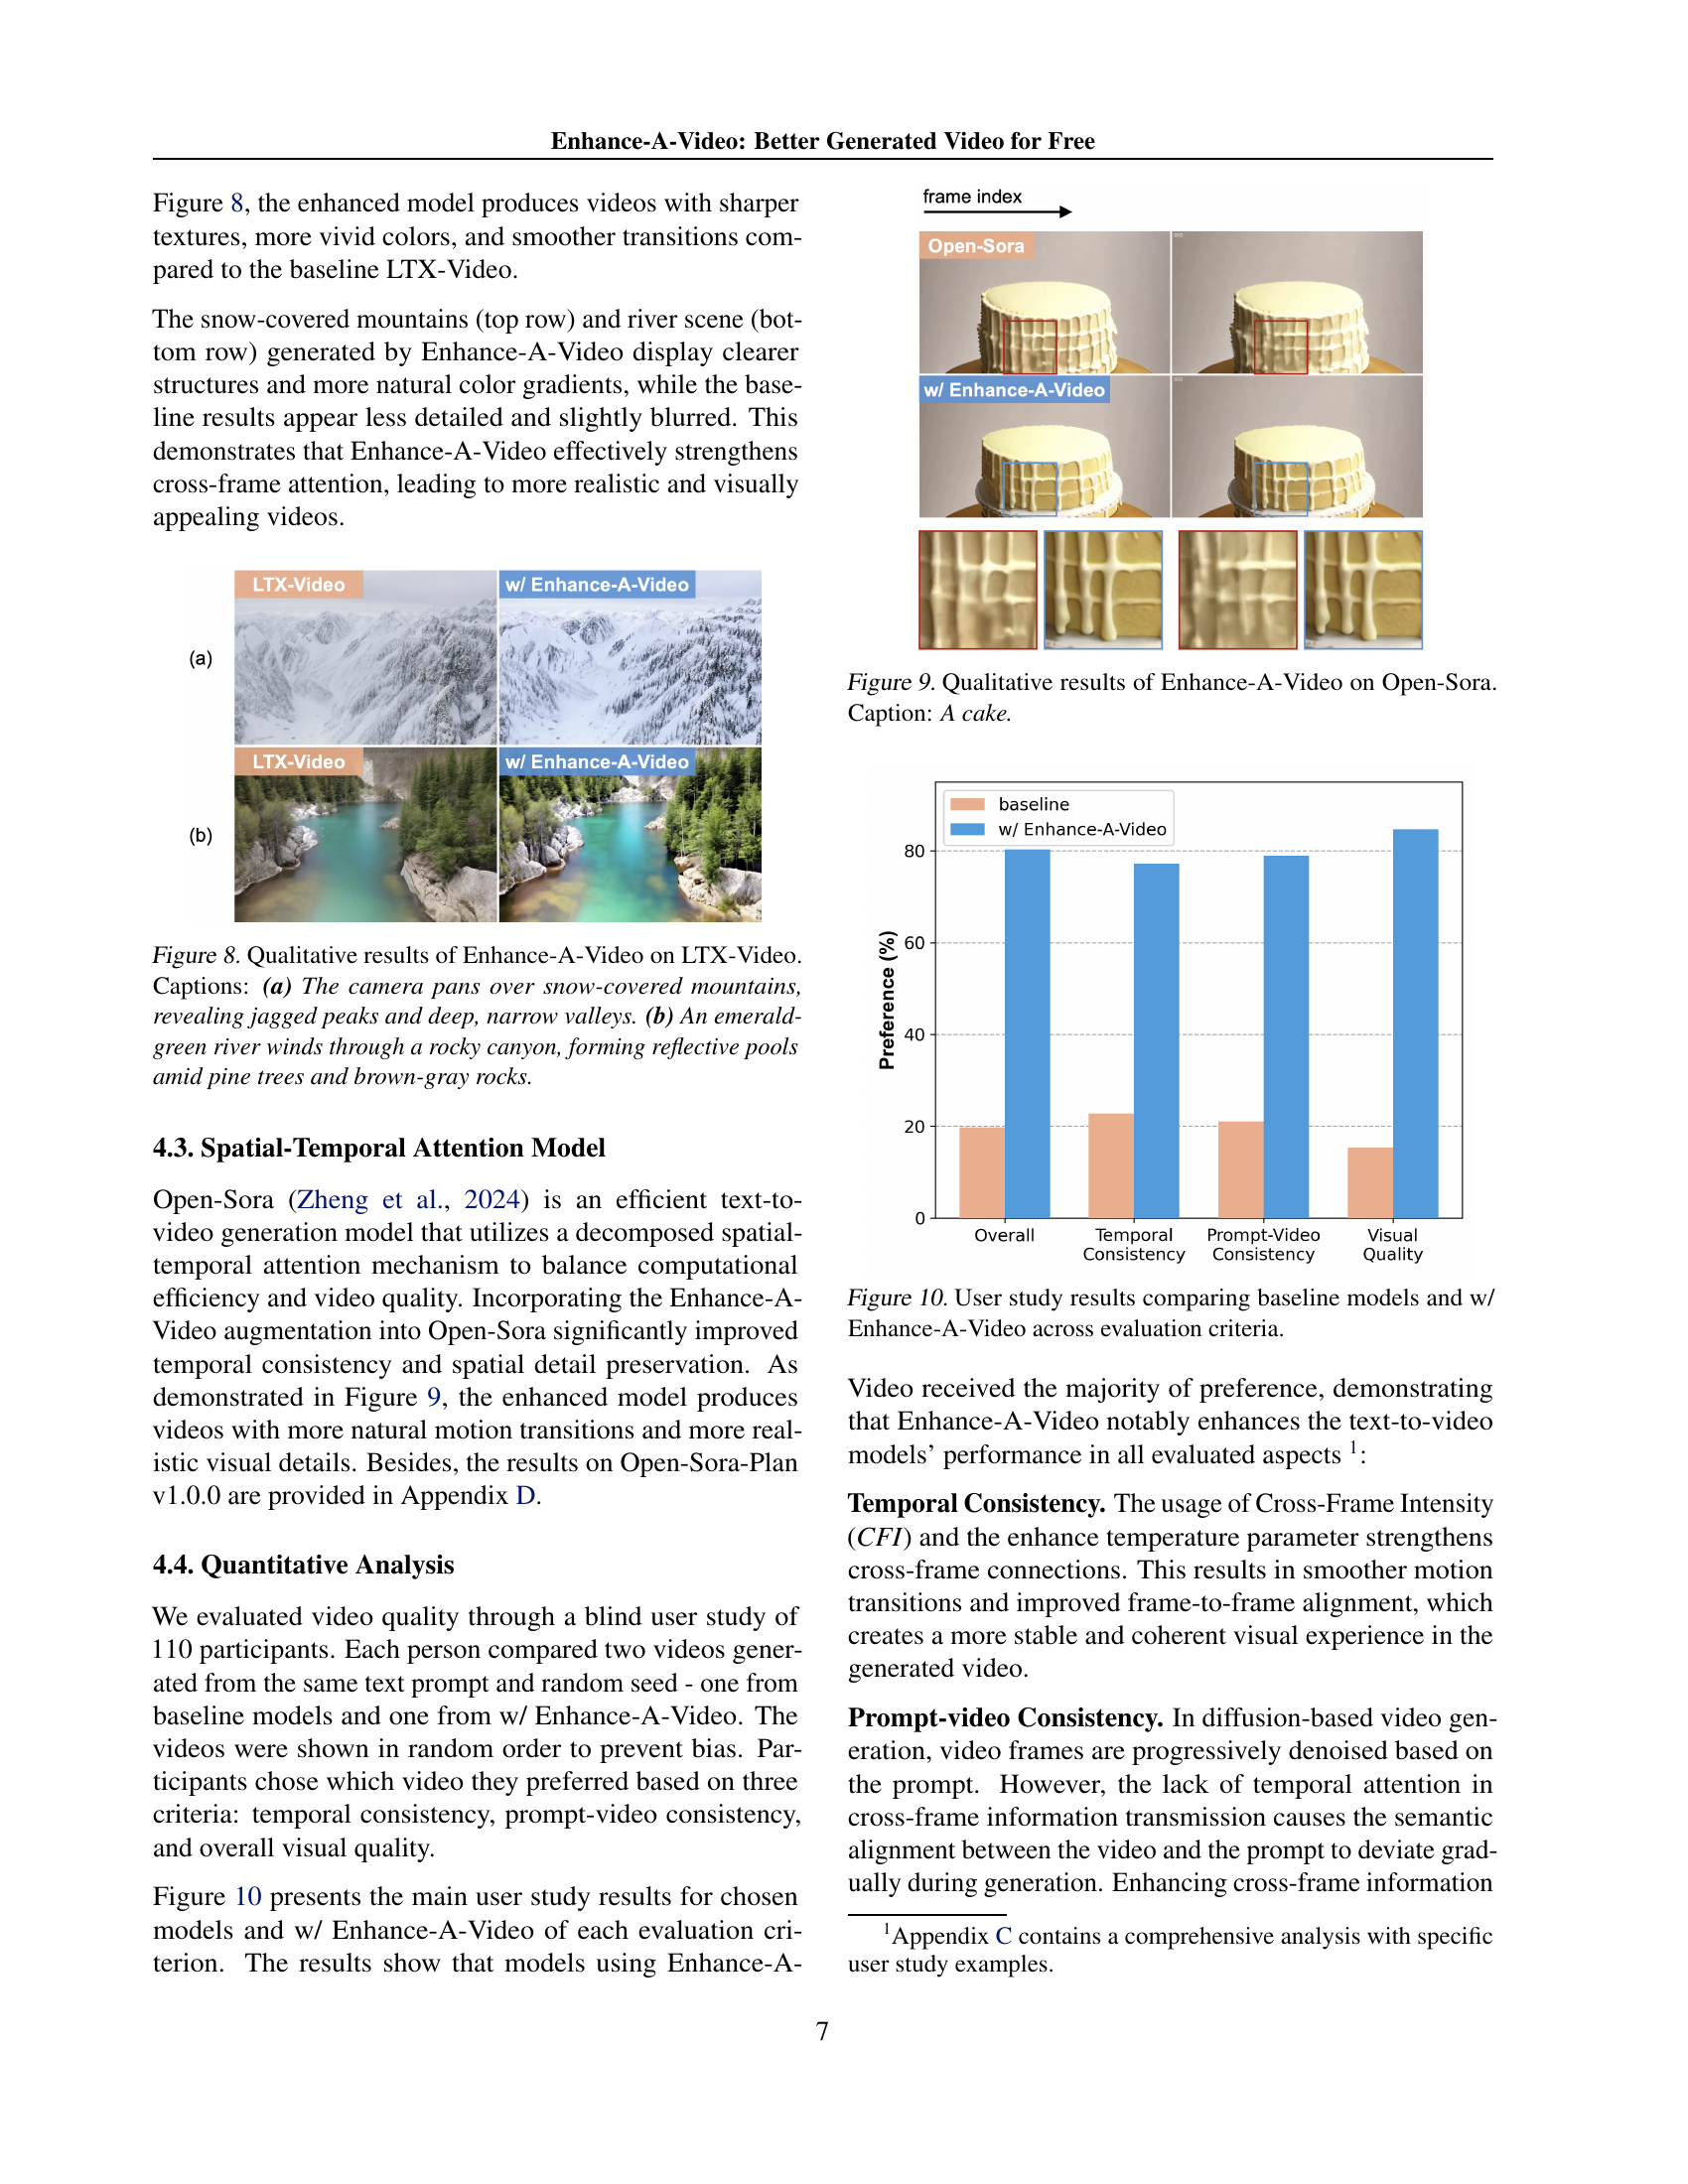 Enhance-A-Video: Better Generated Video for Free
Figure 8, the enhanced model produces videos with sharper
textures, more vivid colors, and smoother transitions com-
pared to the baseline LTX-Video.
The snow-covered mountains (top row) and river scene (bot-
tom row) generated by Enhance-A-Video display clearer
structures and more natural color gradients, while the base-
line results appear less detailed and slightly blurred. This
demonstrates that Enhance-A-Video effectively strengthens
cross-frame attention, leading to more realistic and visually
appealing videos.
LTX-Video
w/ Enhance-A-Video
(a)
LTX-Video
w/ Enhance-A-Video
(b)
Figure 8. Qualitative results of Enhance-A-Video on LTX-Video.
Captions: (a) The camera pans over snow-covered mountains,
revealing jagged peaks and deep, narrow valleys. (b) An emerald-
green river winds through a rocky canyon, forming reflective pools
amid pine trees and brown-gray rocks.
4.3. Spatial-Temporal Attention Model
Open-Sora (Zheng et al., 2024) is an efficient text-to-
video generation model that utilizes a decomposed spatial-
temporal attention mechanism to balance computational
efficiency and video quality. Incorporating the Enhance-A-
Video augmentation into Open-Sora significantly improved
temporal consistency and spatial detail preservation. As
demonstrated in Figure 9, the enhanced model produces
videos with more natural motion transitions and more real-
istic visual details. Besides, the results on Open-Sora-Plan
v1.0.0 are provided in Appendix D.
4.4. Quantitative Analysis
We evaluated video quality through a blind user study of
110 participants. Each person compared two videos gener-
ated from the same text prompt and random seed - one from
baseline models and one from w/ Enhance-A-Video. The
videos were shown in random order to prevent bias. Par-
ticipants chose which video they preferred based on three
criteria: temporal consistency, prompt-video consistency,
and overall visual quality.
Figure 10 presents the main user study results for chosen
models and w/ Enhance-A-Video of each evaluation cri-
terion. The results show that models using Enhance-A-
frame index
Open-Sora
w/ Enhance-A-Video
Figure 9. Qualitative results of Enhance-A-Video on Open-Sora.
Caption: A cake.
baseline
w/ Enhance-A-Video
Preference (%)
80
60
40
20
0
Overall
Temporal
Consistency
Prompt-Video
Consistency
Visual
Quality
Figure 10. User study results comparing baseline models and w/
Enhance-A-Video across evaluation criteria.
Video received the majority of preference, demonstrating
that Enhance-A-Video notably enhances the text-to-video
models' performance in all evaluated aspects 1:
Temporal Consistency. The usage of Cross-Frame Intensity
(CFI) and the enhance temperature parameter strengthens
cross-frame connections. This results in smoother motion
transitions and improved frame-to-frame alignment, which
creates a more stable and coherent visual experience in the
generated video.
Prompt-video Consistency. In diffusion-based video gen-
eration, video frames are progressively denoised based on
the prompt. However, the lack of temporal attention in
cross-frame information transmission causes the semantic
alignment between the video and the prompt to deviate grad-
ually during generation. Enhancing cross-frame information
1Appendix C contains a comprehensive analysis with specific
user study examples.
7